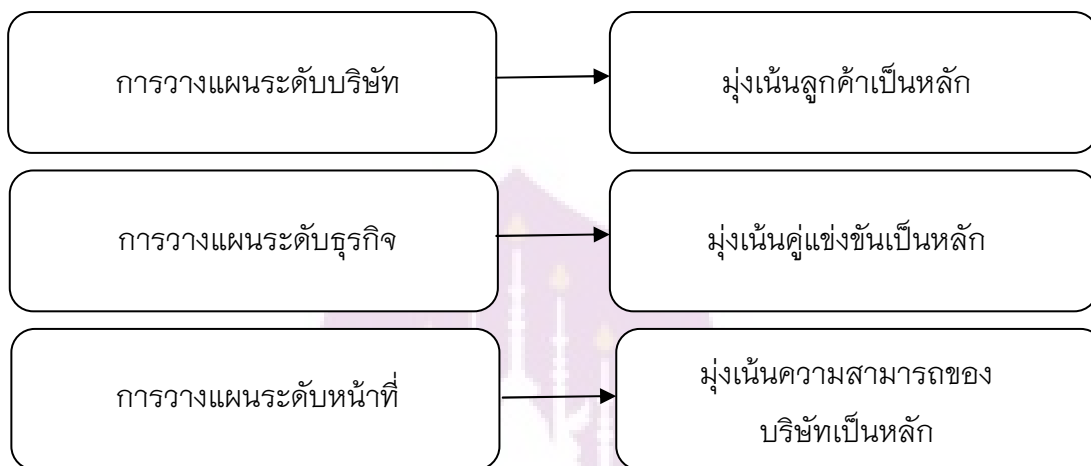 การวางแผนระดับบริษัท
มุ่งเน้นลูกค้าเป็นหลัก
การวางแผนระดับธุรกิจ
มุ่งเน้นคู่แข่งขันเป็นหลัก
การวางแผนระดับหน้าที่
มุ่งเน้นความสามารถของ
บริษัทเป็นหลัก